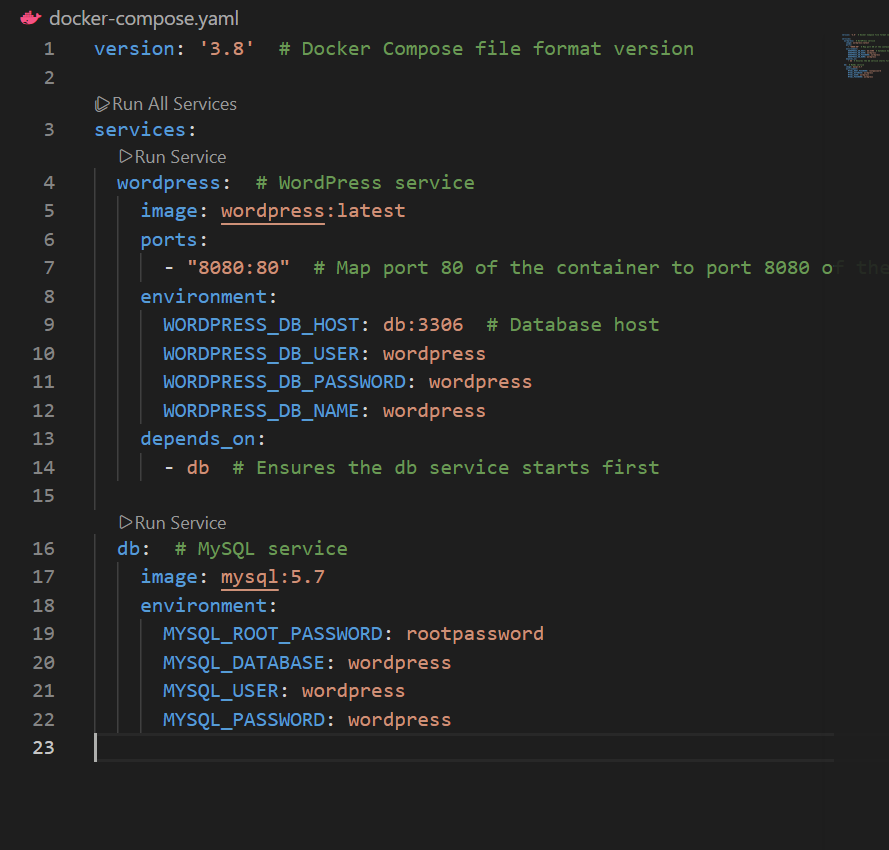 docker-compose.yaml
1 version: '3.8'  # Docker Compose file format version
2
Run All Services
3 services:
Run Service
4   wordpress:  # WordPress service
5     image: wordpress:latest
6     ports:
7       - "8080:80"  # Map port 80 of the container to port 8080 of the
8     environment:
9       WORDPRESS_DB_HOST: db:3306  # Database host
10       WORDPRESS_DB_USER: wordpress
11       WORDPRESS_DB_PASSWORD: wordpress
12       WORDPRESS_DB_NAME: wordpress
13     depends_on:
14       - db  # Ensures the db service starts first
15
Run Service
16   db:  # MySQL service
17     image: mysql:5.7
18     environment:
19       MYSQL_ROOT_PASSWORD: rootpassword
20       MYSQL_DATABASE: wordpress
21       MYSQL_USER: wordpress
22       MYSQL_PASSWORD: wordpress
23